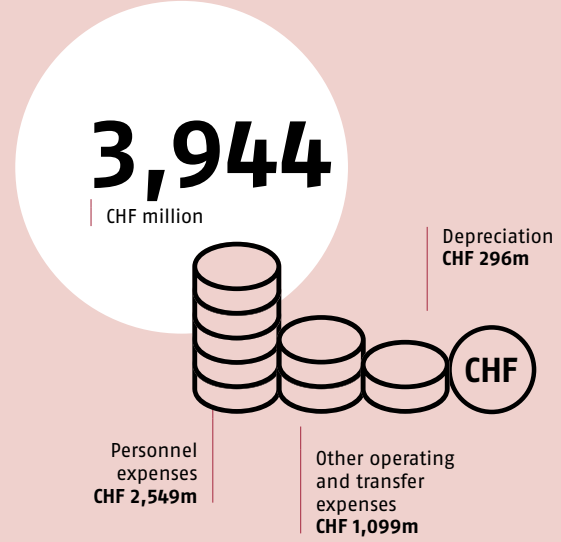 3,944
CHF million
Depreciation
CHF 296m
CHF
Personnel
expenses
CHF 2,549m
Other operating
and transfer
expenses
CHF 1,099m